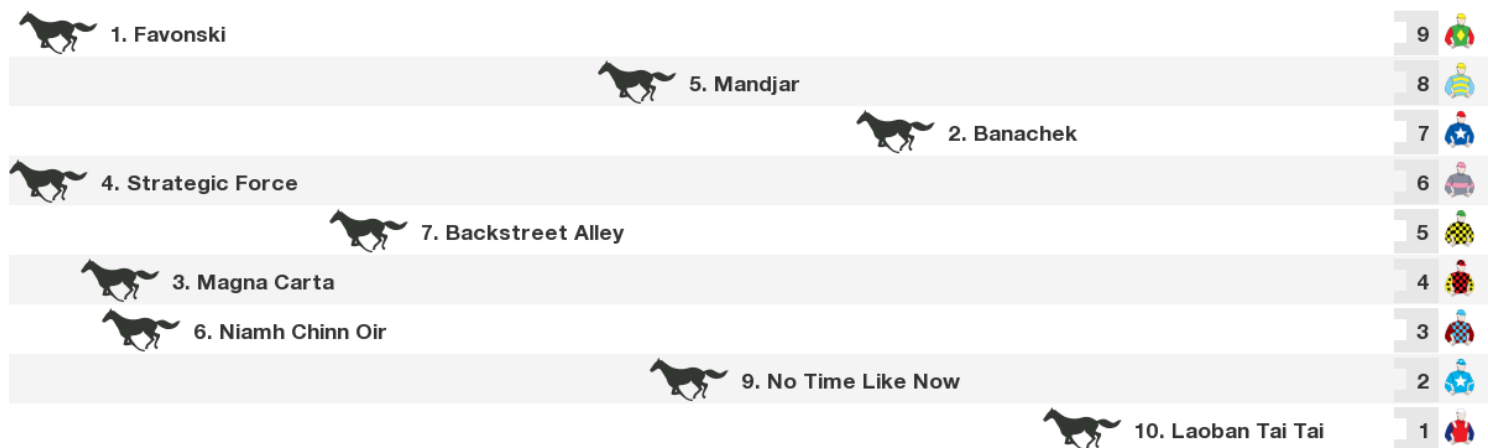 1. Favonski 9
5. Mandjar 8
2. Banachek 7
4. Strategic Force 6
7. Backstreet Alley 5
3. Magna Carta 4
6. Niamh Chinn Oir 3
9. No Time Like Now 2
10. Laoban Tai Tai 1